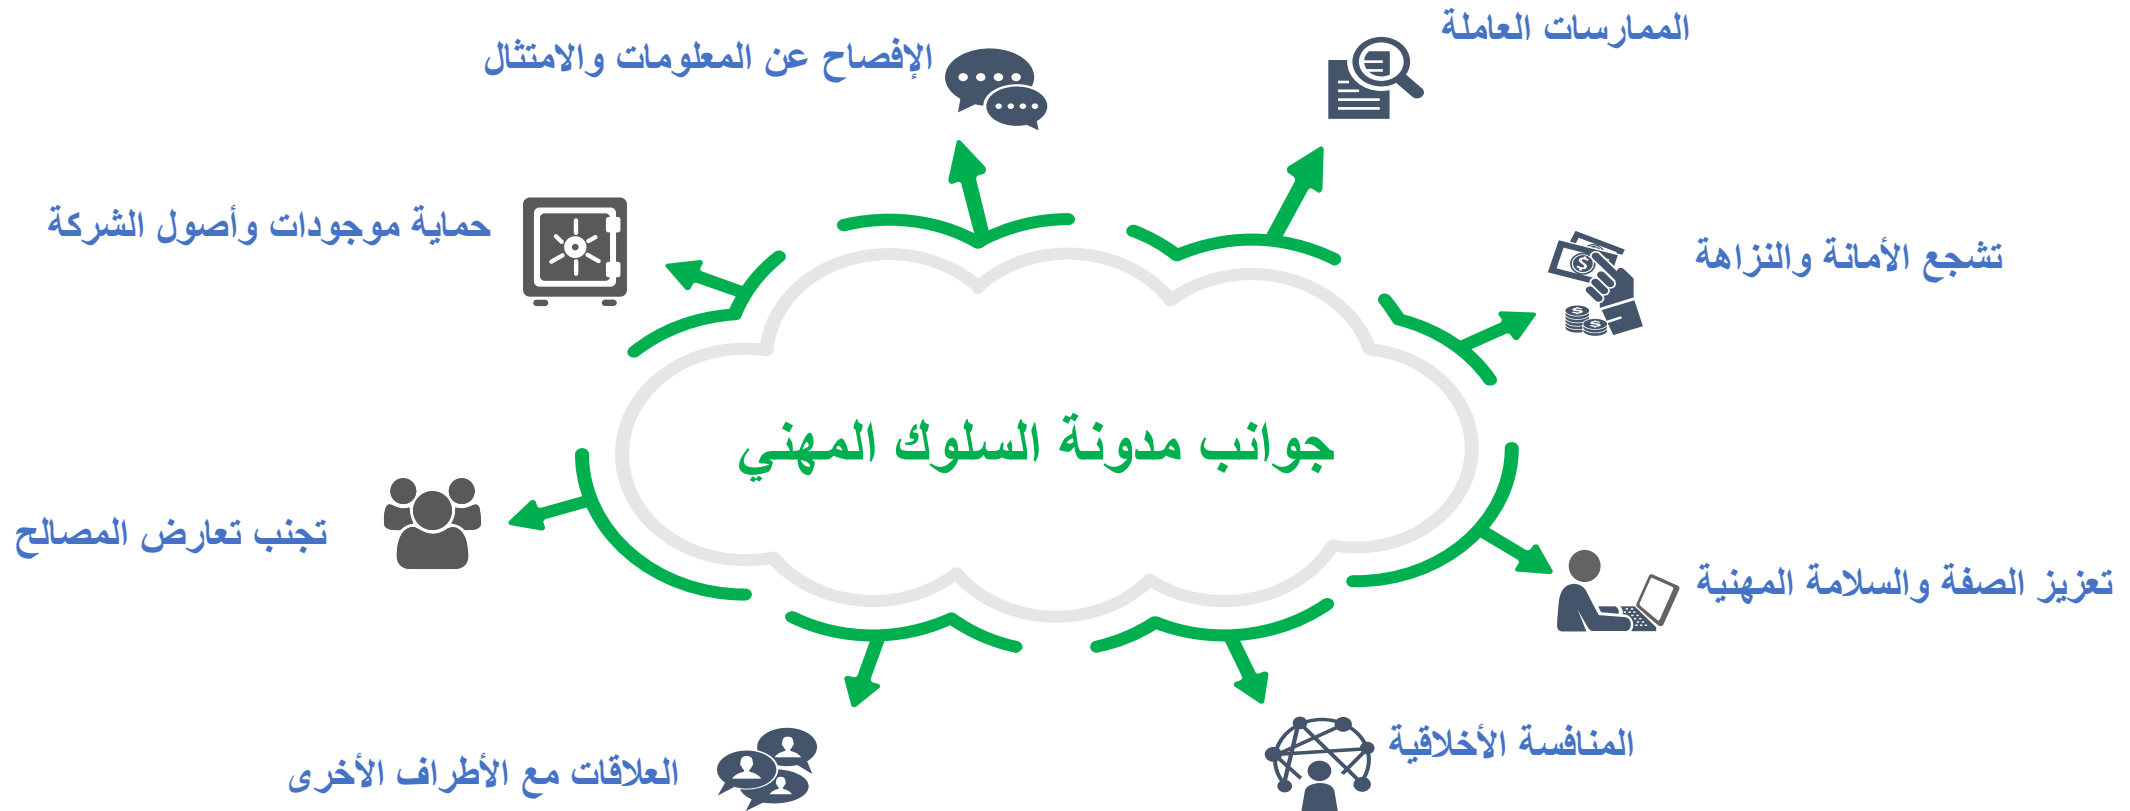 الممارسات العاملة
الإفصاح عن المعلومات والامتثال
تشجع الأمانة والنزاهة
حماية موجودات وأصول الشركة
جوانب مدونة السلوك المهني
تعزيز الصفة والسلامة المهنية
تجنب تعارض المصالح
المنافسة الأخلاقية
العلاقات مع الأطراف الأخرى